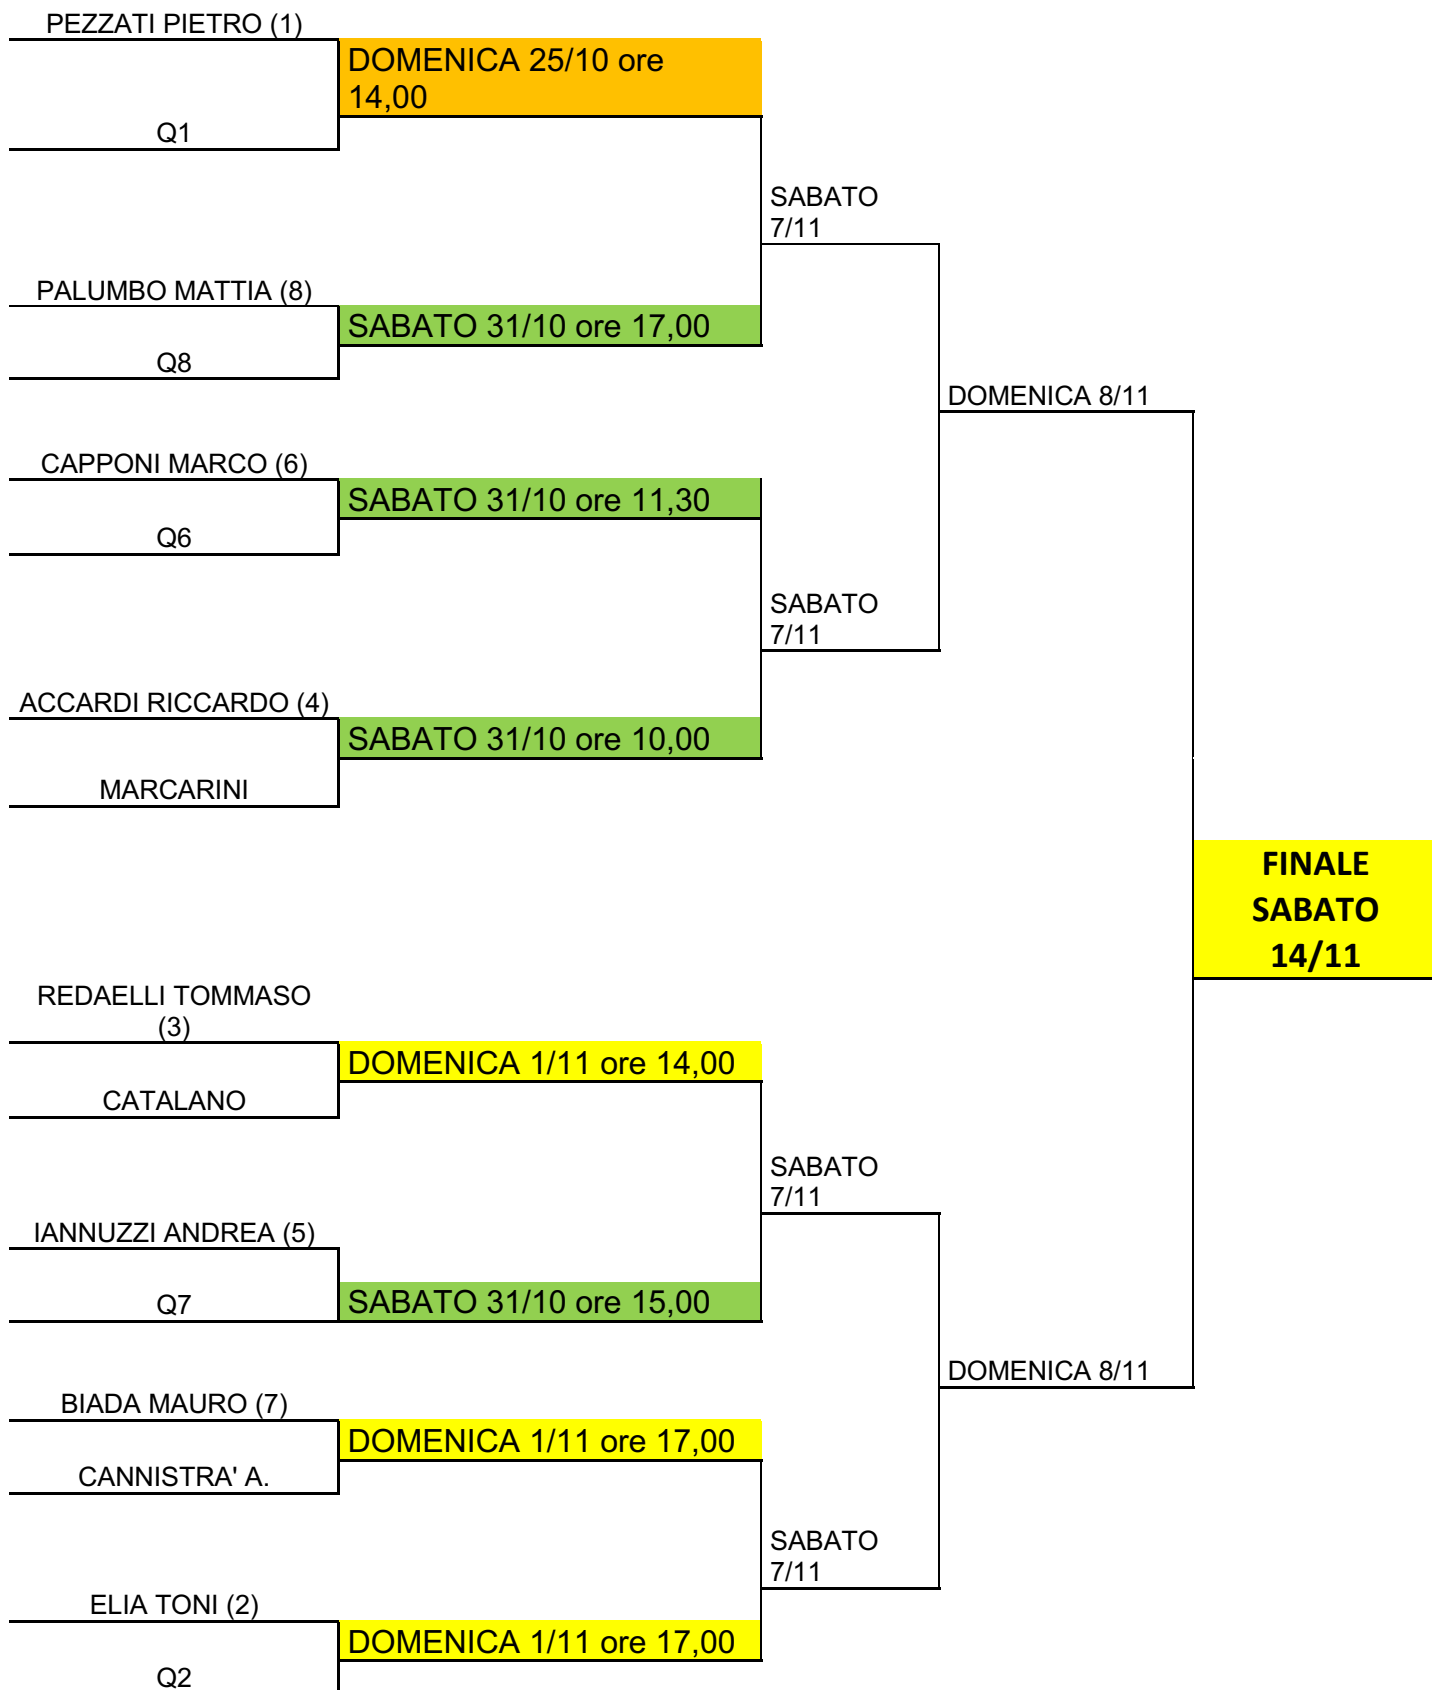 PEZZATI PIETRO (1)
DOMENICA 25/10 ore
14,00
Q1
SABATO
7/11
PALUMBO MATTIA (8)
SABATO 31/10 ore 17,00
Q8
DOMENICA 8/11
CAPPONI MARCO (6)
SABATO 31/10 ore 11,30
Q6
SABATO
7/11
ACCARDI RICCARDO (4)
SABATO 31/10 ore 10,00
MARCARINI
FINALE
SABATO
14/11
REDAELLI TOMMASO
(3)
DOMENICA 1/11 ore 14,00
CATALANO
SABATO
7/11
IANNUZZI ANDREA (5)
SABATO 31/10 ore 15,00
Q7
DOMENICA 8/11
BIADA MAURO (7)
DOMENICA 1/11 ore 17,00
CANNISTRA' A.
SABATO
7/11
ELIA TONI (2)
DOMENICA 1/11 ore 17,00
Q2